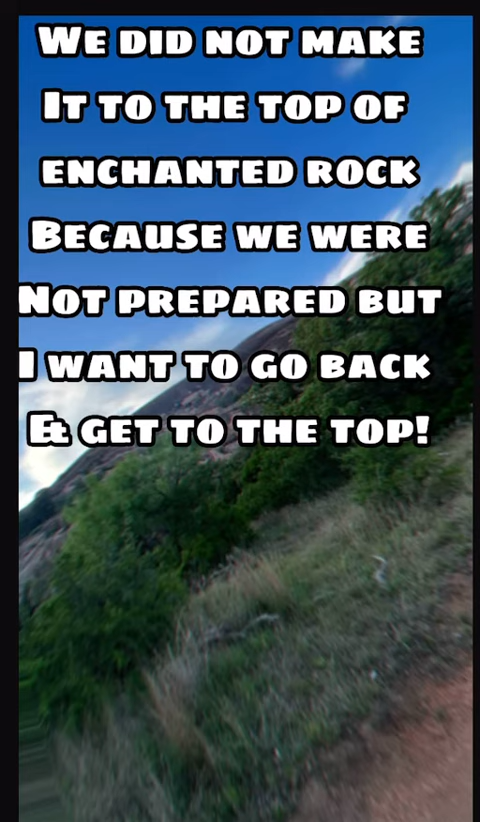 We did not make
It to the top of
enchanted rock
Because we were
Not prepared but
I want to go back
& get to the top!